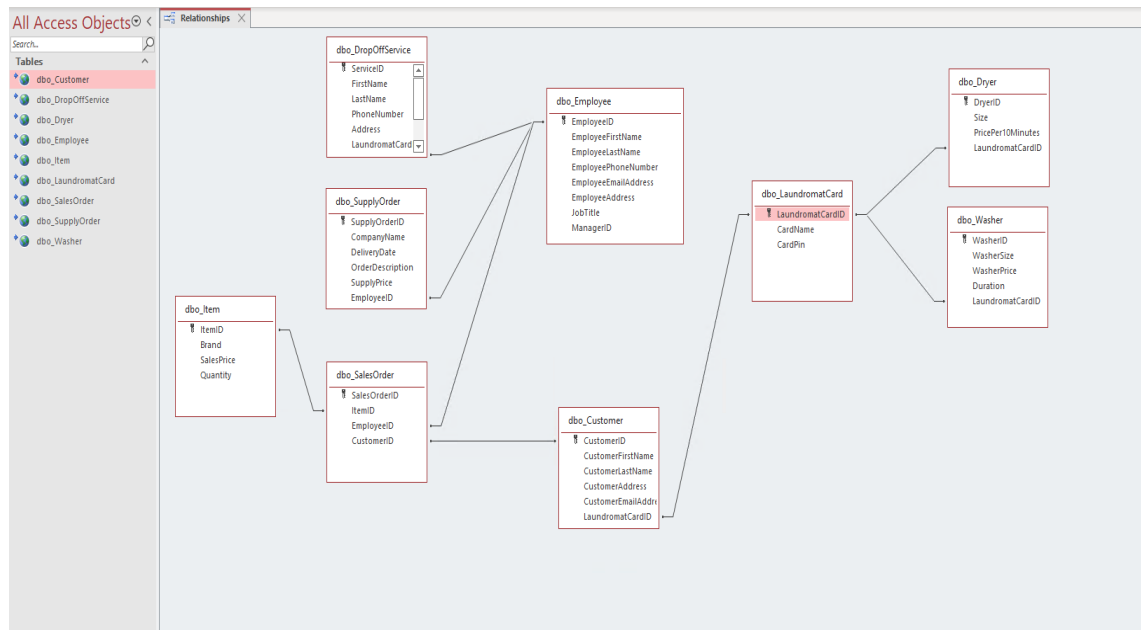 All Access Objects
Search...
Tables
dbo_Customer
dbo_DropOffService
dbo_Dryer
dbo_Employee
dbo_Item
dbo_LaundromatCard
dbo_SalesOrder
dbo_SupplyOrder
dbo_Washer
Relationships
dbo_DropOffService
ServiceID
FirstName
LastName
PhoneNumber
Address
LaundromatCard
dbo_SupplyOrder
SupplyOrderID
CompanyName
DeliveryDate
OrderDescription
SupplyPrice
EmployeeID
dbo_Item
ItemID
Brand
SalesPrice
Quantity
dbo_SalesOrder
SalesOrderID
ItemID
EmployeeID
CustomerID
dbo_Employee
EmployeeID
EmployeeFirstName
EmployeeLastName
EmployeePhoneNumber
EmployeeEmailAddress
EmployeeAddress
JobTitle
ManagerID
dbo_Customer
CustomerID
CustomerFirstName
CustomerLastName
CustomerAddress
CustomerEmailAddre
LaundromatCardID
dbo_LaundromatCard
LaundromatCardID
CardName
CardPin
dbo_Dryer
DryerID
Size
PricePer10Minutes
LaundromatCardID
dbo_Washer
WasherID
WasherSize
WasherPrice
Duration
LaundromatCardID